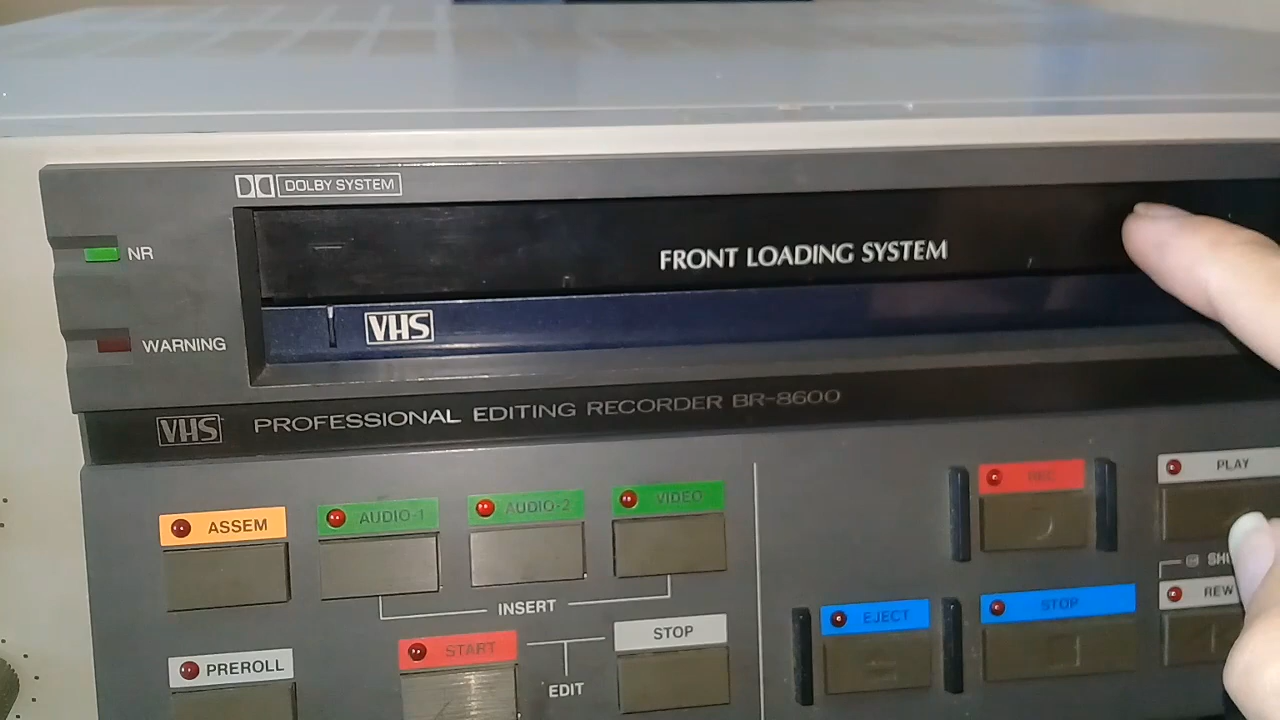 DOLBY SYSTEM
NR
FRONT LOADING SYSTEM
WARNING
VHS
VHS PROFESSIONAL EDITING RECORDER BR-8600
REC
PLAY
ASSEM
AUDIO-1
AUDIO-2
VIDEO
INSERT
EJECT
STOP
REW
START
STOP
EDIT
PREROLL